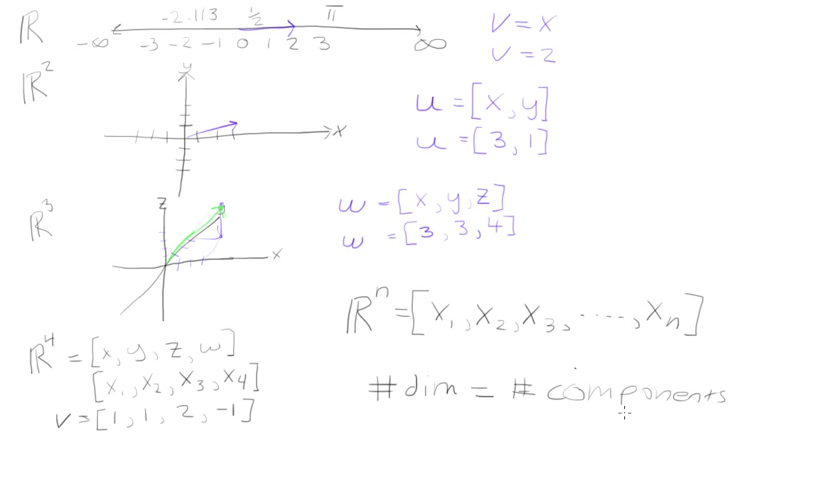 ℝ
-2.113 ½ π
-∞ -3 -2 -1 0 1 2 3 ∞
V = x
V = 2
ℝ²
y
x
u = [x, y]
u = [3, 1]
ℝ³
z
x
w = [x, y, z]
w = [3, 3, 4]
ℝⁿ = [x₁, x₂, x₃, ....., xₙ]
ℝ⁴ = [x, y, z, w]
[x₁, x₂, x₃, x₄]
v = [1, 1, 2, -1]
# dim = # components